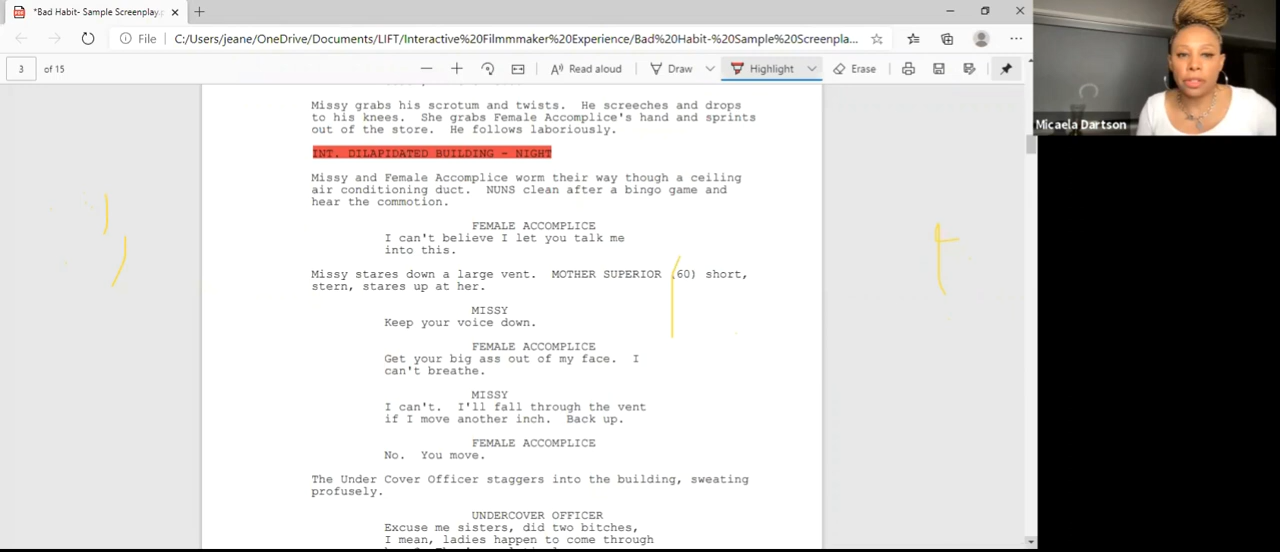 *Bad Habit- Sample Screenplay.p
File
C:/Users/jeane/OneDrive/Documents/LIFT/Interactive%20Filmmmaker%20Experience/Bad%20Habit-%20Sample%20Screenpla...
3 of 15
Read aloud
Draw
Highlight
Erase
Micaela Dartson
Missy grabs his scrotum and twists. He screeches and drops
to his knees. She grabs Female Accomplice's hand and sprints
out of the store. He follows laboriously.
INT. DILAPIDATED BUILDING - NIGHT
Missy and Female Accomplice worm their way though a ceiling
air conditioning duct. NUNS clean after a bingo game and
hear the commotion.
FEMALE ACCOMPLICE
I can't believe I let you talk me
into this.
Missy stares down a large vent. MOTHER SUPERIOR (60) short,
stern, stares up at her.
MISSY
Keep your voice down.
FEMALE ACCOMPLICE
Get your big ass out of my face. I
can't breathe.
MISSY
I can't. I'll fall through the vent
if I move another inch. Back up.
FEMALE ACCOMPLICE
No. You move.
The Under Cover Officer staggers into the building, sweating
profusely.
UNDERCOVER OFFICER
Excuse me sisters, did two bitches,
I mean, ladies happen to come through